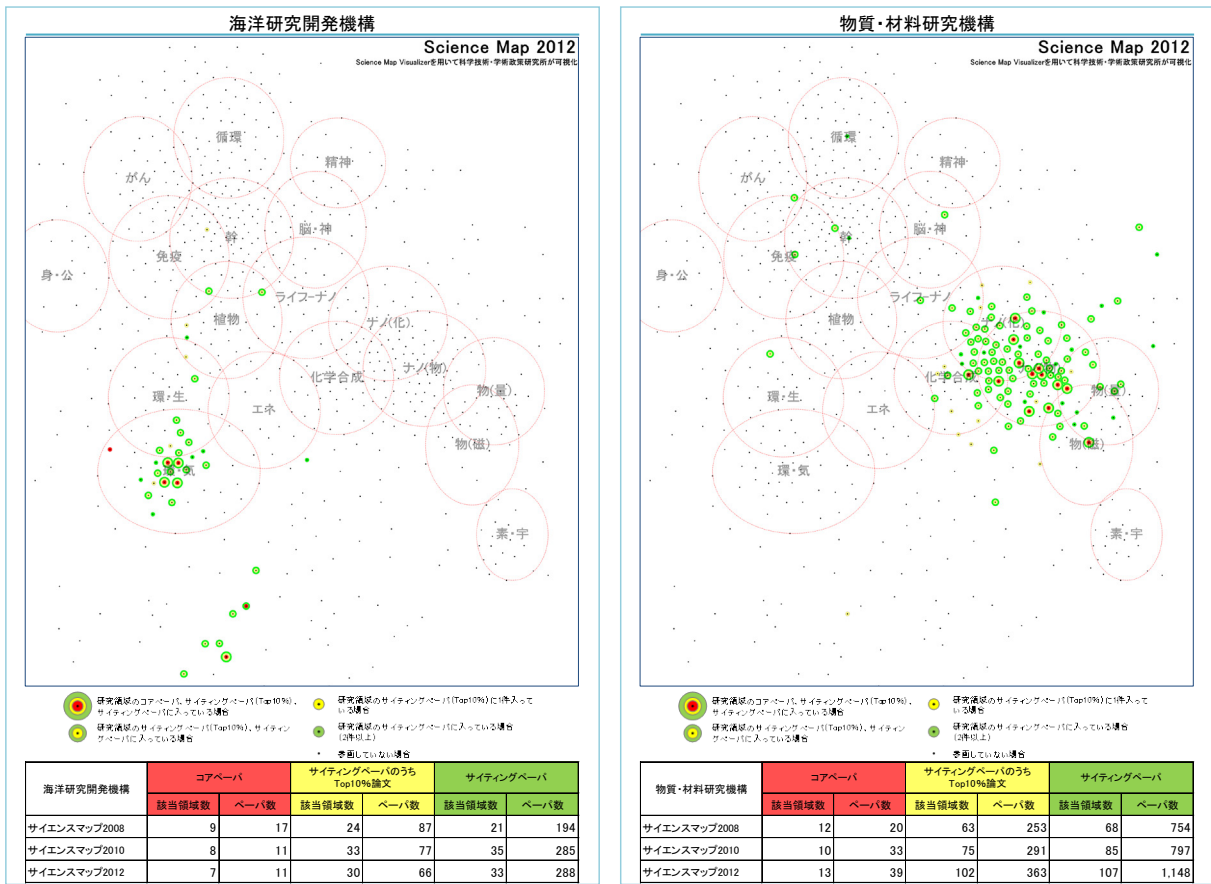 海洋研究開発機構
Science Map 2012
Science Map Visualizerを用いて科学技術・学術政策研究所が可視化
循環
精神
がん
幹
脳・神
免疫
身・公
ライフーナノ
植物
ナノ(化)
ナノ(物)
化学合成
環・生
エネ
物(量)
物(磁)
環・気
素・宇
研究領域のコアペーパ、サイティングペーパ(Top10%)、
サイティングペーパに入っている場合
研究領域のサイティングペーパ(Top10%)、サイティン
グペーパに入っている場合
研究領域のサイティングペーパ(Top10%)に1件入って
いる場合
研究領域のサイティングペーパに入っている場合
(2件以上)
参画していない場合
海洋研究開発機構
コアペーパ
サイティングペーパのうち
Top10%論文
サイティングペーパ
該当領域数 ペーパ数 該当領域数 ペーパ数 該当領域数 ペーパ数
サイエンスマップ2008 9 17 24 87 21 194
サイエンスマップ2010 8 11 33 77 35 285
サイエンスマップ2012 7 11 30 66 33 288
物質・材料研究機構
Science Map 2012
Science Map Visualizerを用いて科学技術・学術政策研究所が可視化
循環
精神
がん
幹
脳・神
免疫
身・公
ライフーナノ
植物
ナノ(化)
化学合成
環・生
エネ
物(量)
物(磁)
環・気
素・宇
研究領域のコアペーパ、サイティングペーパ(Top10%)、
サイティングペーパに入っている場合
研究領域のサイティングペーパ(Top10%)、サイティン
グペーパに入っている場合
研究領域のサイティングペーパ(Top10%)に1件入って
いる場合
研究領域のサイティングペーパに入っている場合
(2件以上)
参画していない場合
物質・材料研究機構
コアペーパ
サイティングペーパのうち
Top10%論文
サイティングペーパ
該当領域数 ペーパ数 該当領域数 ペーパ数 該当領域数 ペーパ数
サイエンスマップ2008 12 20 63 253 68 754
サイエンスマップ2010 10 33 75 291 85 797
サイエンスマップ2012 13 39 102 363 107 1,148